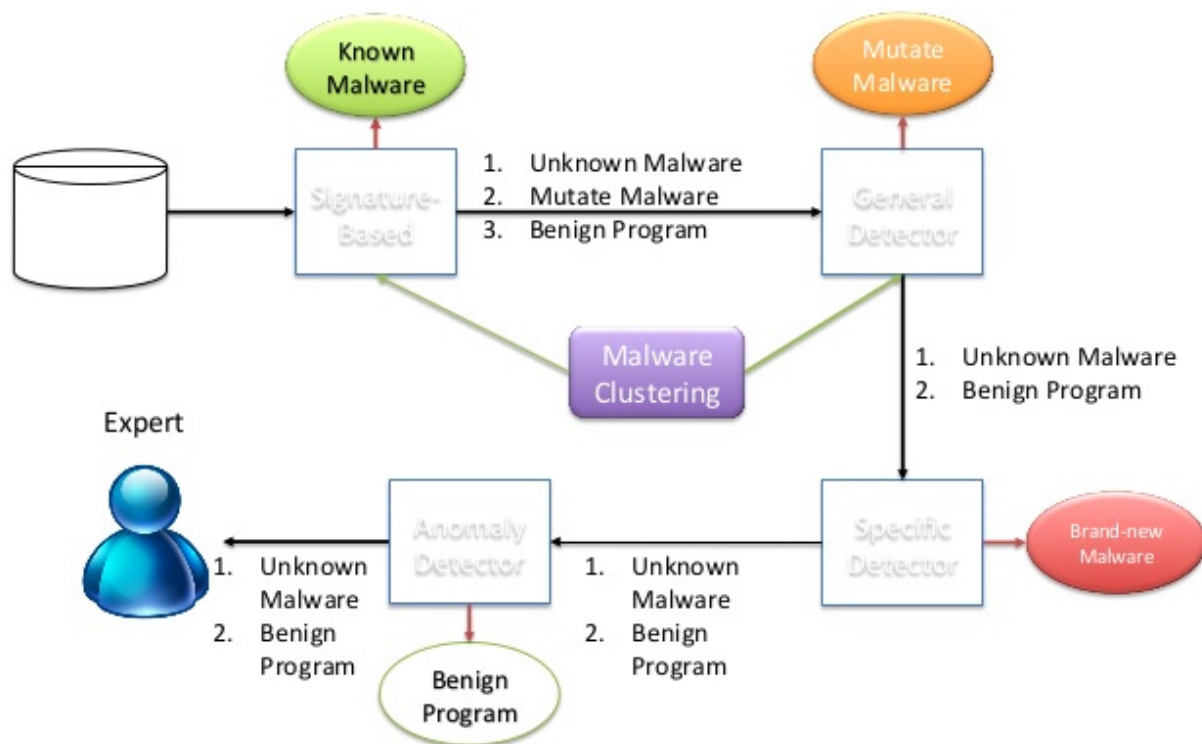 Known
Malware
Mutate
Malware
Signature-
Based
1. Unknown Malware
2. Mutate Malware
3. Benign Program
General
Detector
Malware
Clustering
1. Unknown Malware
2. Benign Program
Expert
Anomaly
Detector
Specific
Detector
Brand-new
Malware
1. Unknown
Malware
2. Benign
Program
1. Unknown
Malware
2. Benign
Program
Benign
Program